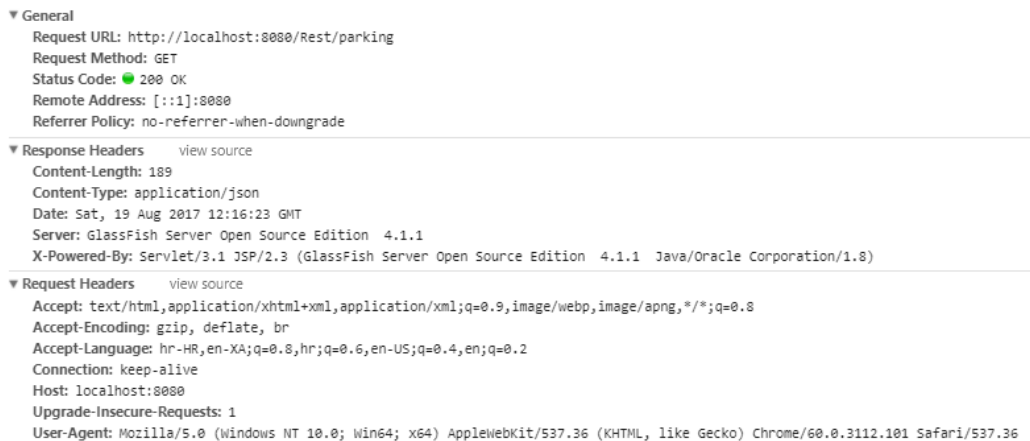 ▼ General
Request URL: http://localhost:8080/Rest/parking
Request Method: GET
Status Code: 200 OK
Remote Address: [::1]:8080
Referrer Policy: no-referrer-when-downgrade
▼ Response Headers view source
Content-Length: 189
Content-Type: application/json
Date: Sat, 19 Aug 2017 12:16:23 GMT
Server: GlassFish Server Open Source Edition  4.1.1
X-Powered-By: Servlet/3.1 JSP/2.3 (GlassFish Server Open Source Edition  4.1.1  Java/Oracle Corporation/1.8)
▼ Request Headers view source
Accept: text/html,application/xhtml+xml,application/xml;q=0.9,image/webp,image/apng,*/*;q=0.8
Accept-Encoding: gzip, deflate, br
Accept-Language: hr-HR,en-XA;q=0.8,hr;q=0.6,en-US;q=0.4,en;q=0.2
Connection: keep-alive
Host: localhost:8080
Upgrade-Insecure-Requests: 1
User-Agent: Mozilla/5.0 (Windows NT 10.0; Win64; x64) AppleWebKit/537.36 (KHTML, like Gecko) Chrome/60.0.3112.101 Safari/537.36